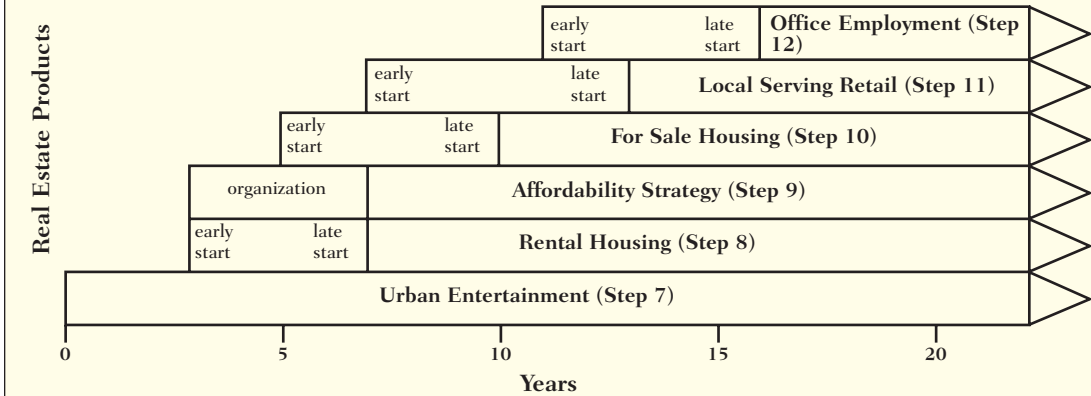 Real Estate Products
early late
start start
Office Employment (Step
12)
early late
start start
Local Serving Retail (Step 11)
early late
start start
For Sale Housing (Step 10)
organization
Affordability Strategy (Step 9)
early late
start start
Rental Housing (Step 8)
Urban Entertainment (Step 7)
0 5 10 15 20
Years